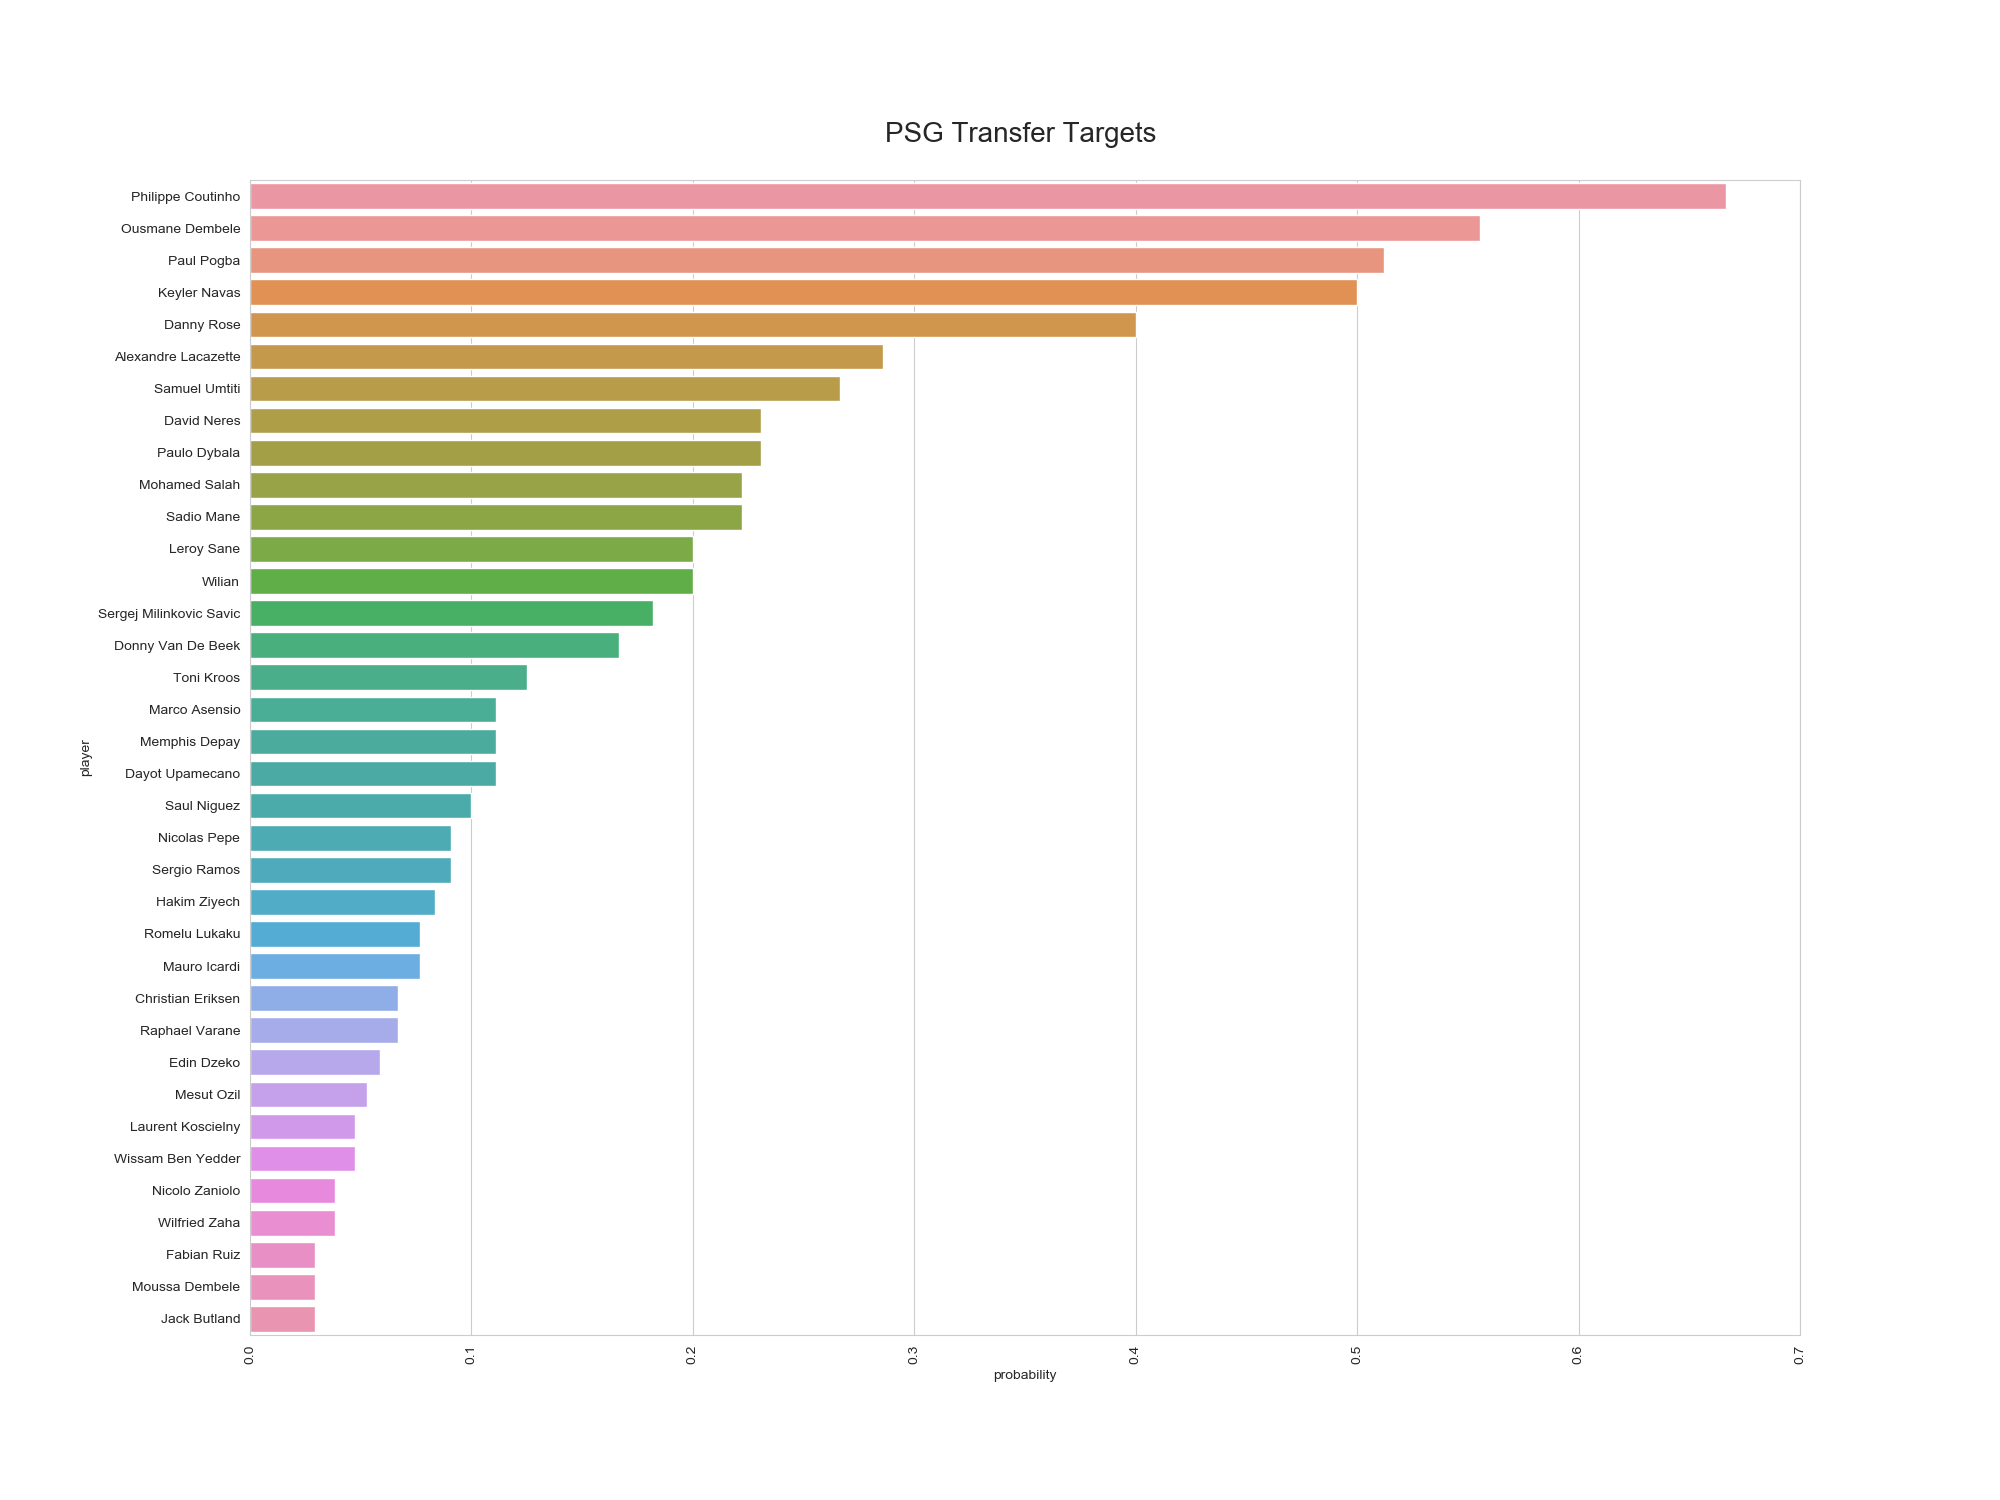 PSG Transfer Targets
Philippe Coutinho
Ousmane Dembele
Paul Pogba
Keyler Navas
Danny Rose
Alexandre Lacazette
Samuel Umtiti
David Neres
Paulo Dybala
Mohamed Salah
Sadio Mane
Leroy Sane
Wilian
Sergej Milinkovic Savic
Donny Van De Beek
Toni Kroos
Marco Asensio
Memphis Depay
Dayot Upamecano
Saul Niguez
Nicolas Pepe
Sergio Ramos
Hakim Ziyech
Romelu Lukaku
Mauro Icardi
Christian Eriksen
Raphael Varane
Edin Dzeko
Mesut Ozil
Laurent Koscielny
Wissam Ben Yedder
Nicolo Zaniolo
Wilfried Zaha
Fabian Ruiz
Moussa Dembele
Jack Butland
player
0.0
0.1
0.2
0.3
0.4
0.5
0.6
0.7
probability